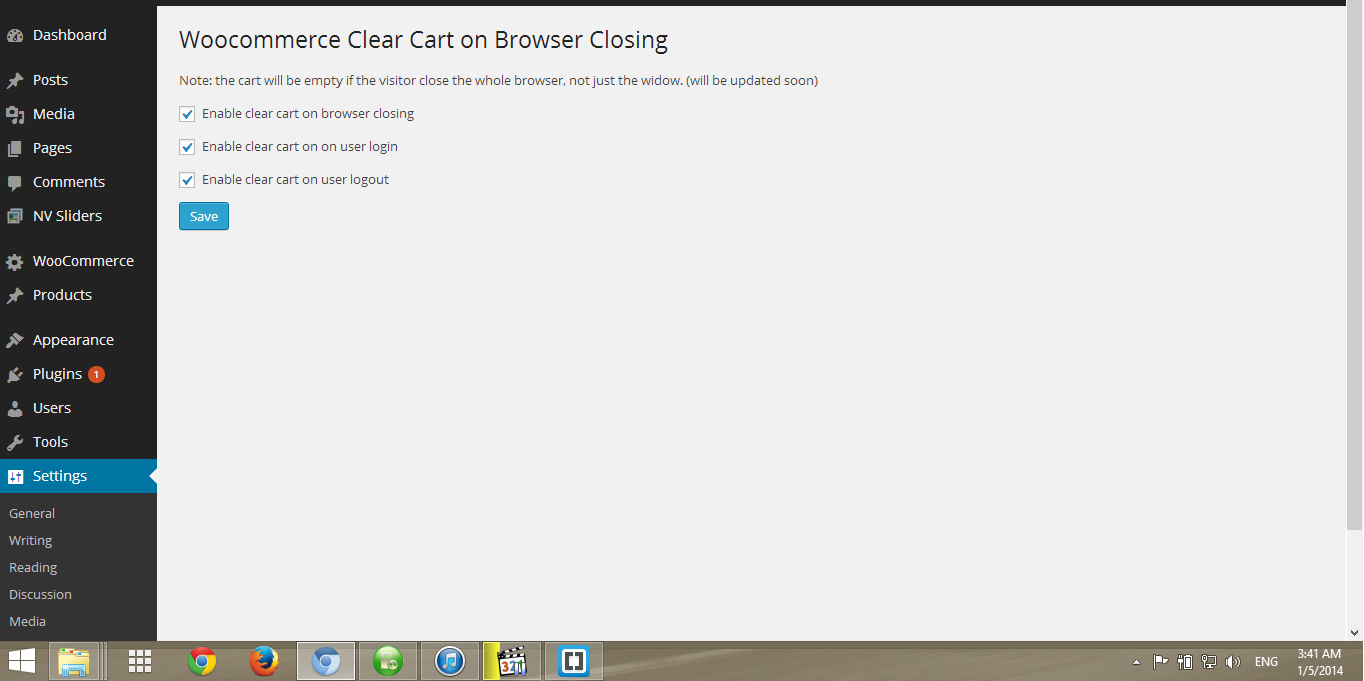 Dashboard
Posts
Media
Pages
Comments
NV Sliders
WooCommerce
Products
Appearance
Plugins 1
Users
Tools
Settings
General
Writing
Reading
Discussion
Media
Woocommerce Clear Cart on Browser Closing
Note: the cart will be empty if the visitor close the whole browser, not just the widow. (will be updated soon)
Enable clear cart on browser closing
Enable clear cart on on user login
Enable clear cart on user logout
Save
321
ENG
3:41 AM
1/5/2014